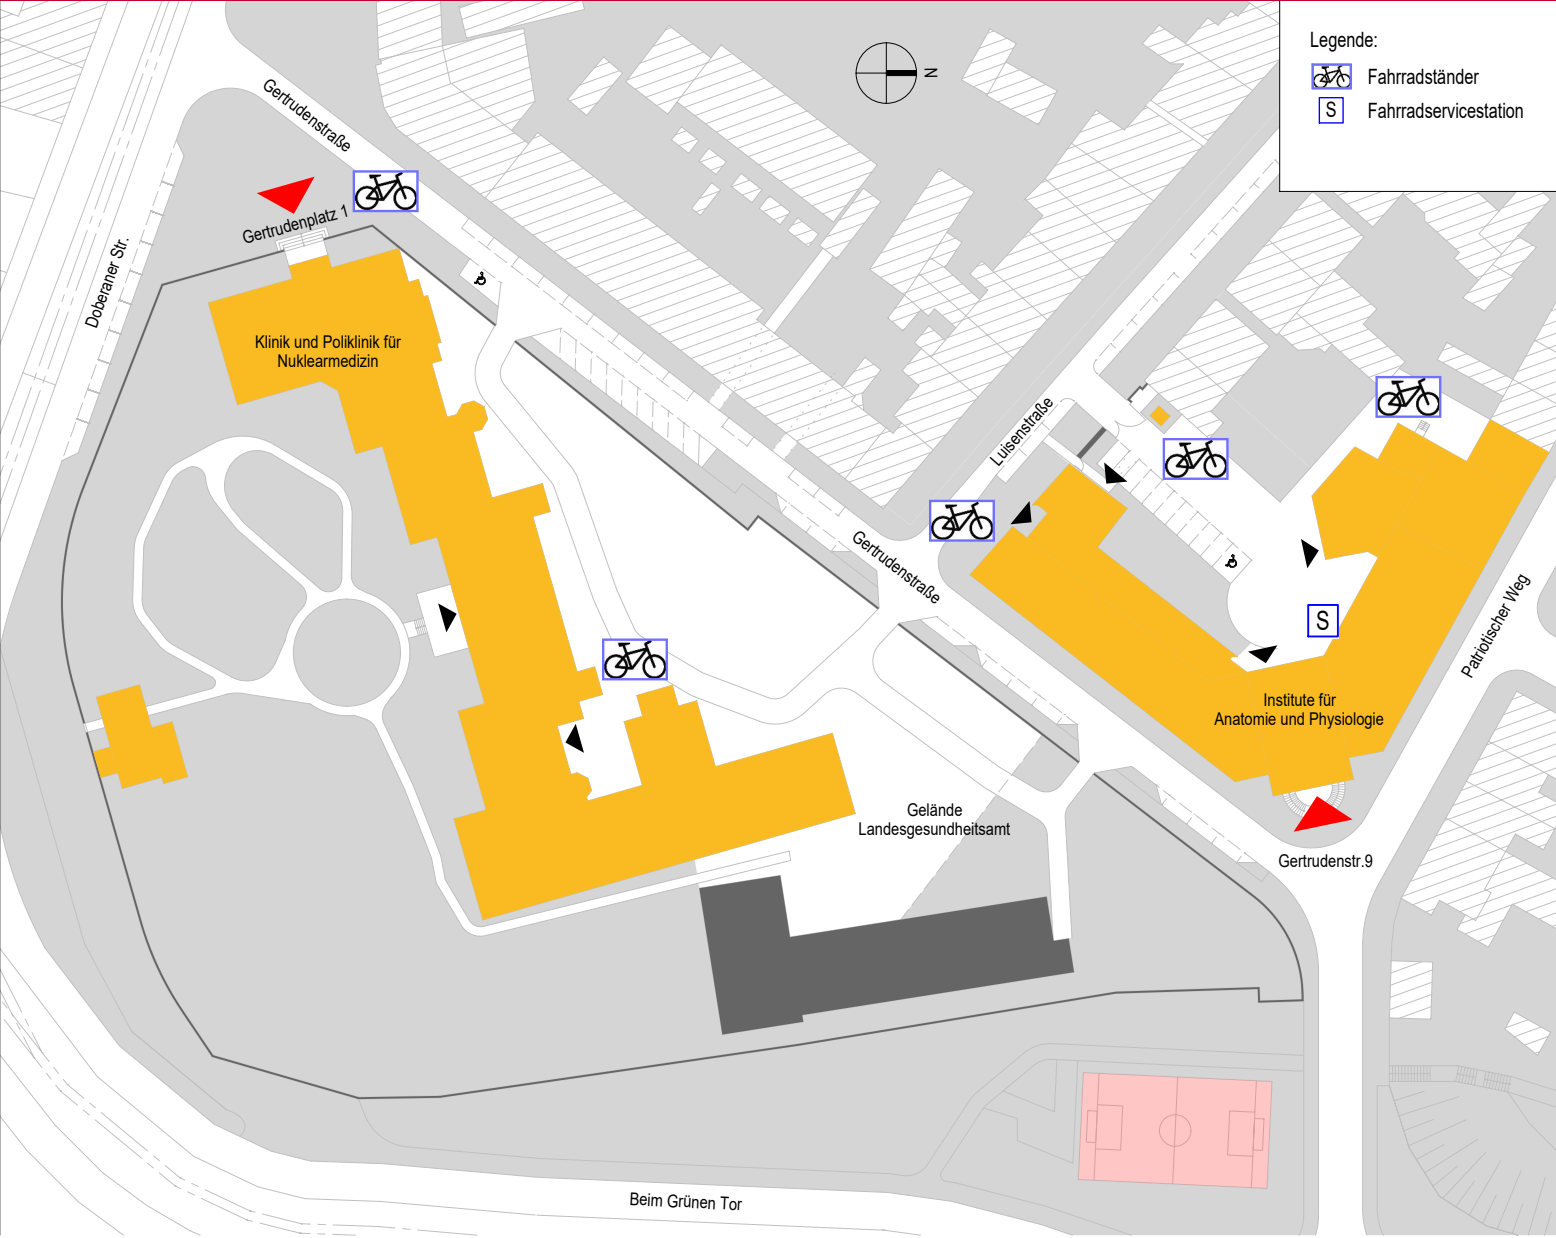 Legende:
Fahrradständer
S Fahrradservicestation
N
Gertrudenstraße
Gertrudenplatz 1
Doberaner Str.
Klinik und Poliklinik für
Nuklearmedizin
Luisenstraße
Gertrudenstraße
Patriotischer Weg
S
Institute für
Anatomie und Physiologie
Gelände
Landesgesundheitsamt
Gertrudenstr.9
Beim Grünen Tor